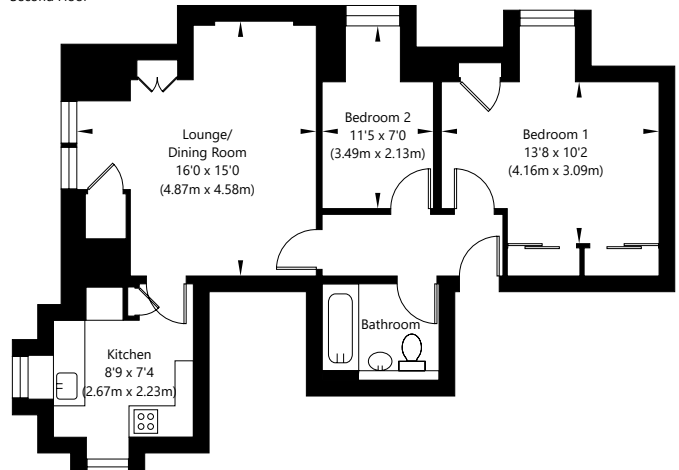 Second Floor
Lounge/
Dining Room
16'0 x 15'0
(4.87m x 4.58m)
Bedroom 2
11'5 x 7'0
(3.49m x 2.13m)
Bedroom 1
13'8 x 10'2
(4.16m x 3.09m)
Kitchen
8'9 x 7'4
(2.67m x 2.23m)
Bathroom